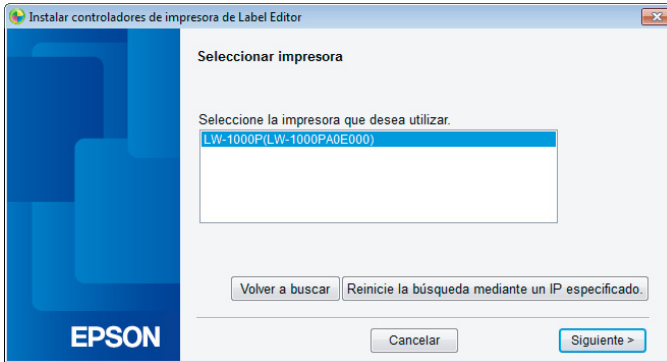 Instalar controladores de impresora de Label Editor
Seleccionar impresora
Seleccione la impresora que desea utilizar.
LW-1000P(LW-1000PA0E000)
Volver a buscar
Reinicie la búsqueda mediante un IP especificado.
EPSON
Cancelar
Siguiente >